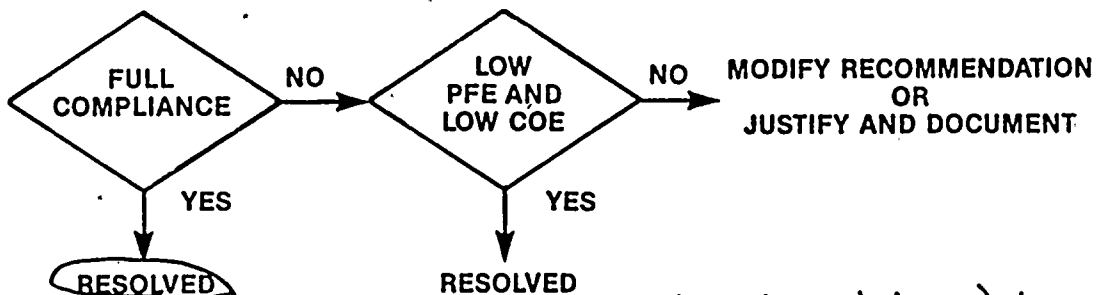 FULL
COMPLIANCE
NO
LOW
PFE AND
LOW COE
NO
MODIFY RECOMMENDATION
OR
JUSTIFY AND DOCUMENT
YES
YES
RESOLVED
RESOLVED